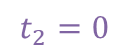 t₂ = 0